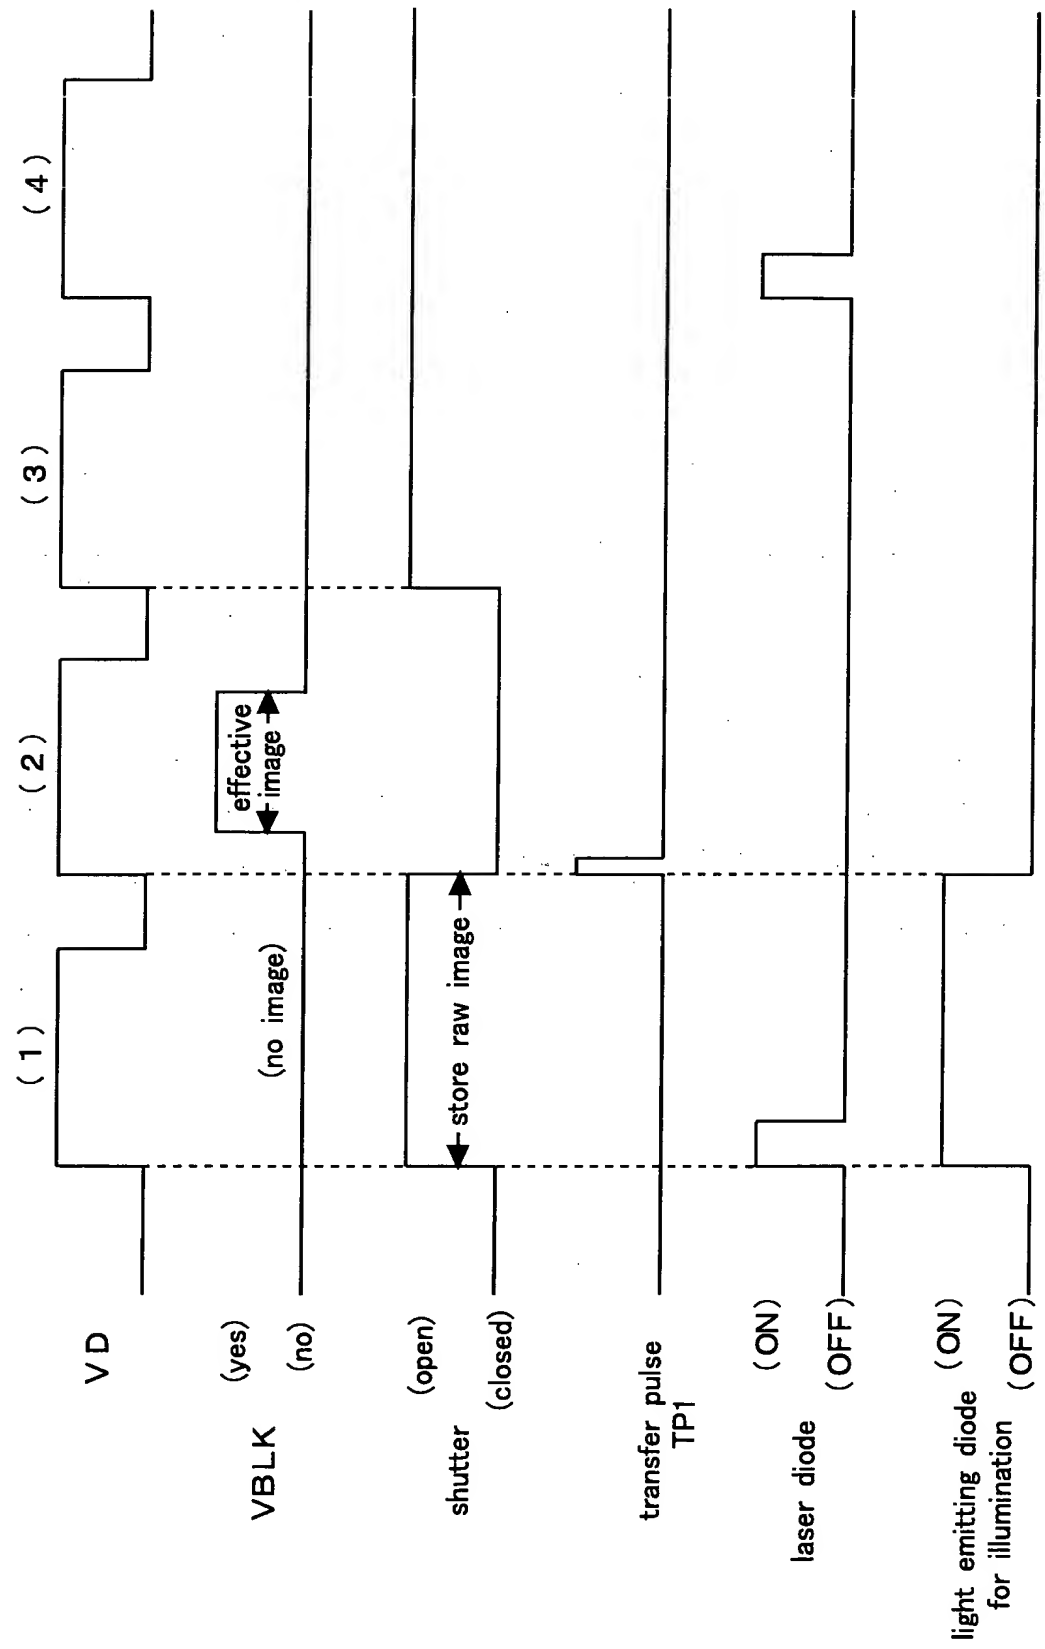 (1)
(2)
(3)
(4)
VD
VBLK
(yes)
(no)
(no image)
effective
image
shutter
(open)
(closed)
store raw image
transfer pulse
TP1
laser diode
(ON)
(OFF)
light emitting diode
for illumination
(ON)
(OFF)